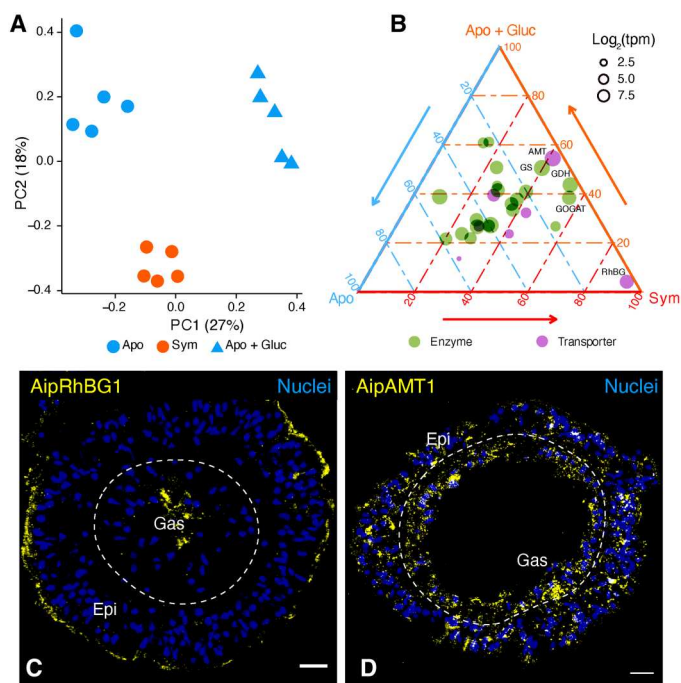 A
0.4
0.2
0.0
−0.2
−0.4
PC2 (18%)
−0.2
0.0
0.2
0.4
PC1 (27%)
Apo
Sym
Apo + Gluc
B
Apo + Gluc
Log2(tpm)
2.5
5.0
7.5
100
80
60
40
20
20
40
60
80
100
AMT
GS
GDH
GOGAT
RhBG
Apo
20
40
60
80
100
Sym
Enzyme
Transporter
AipRhBG1
Nuclei
Gas
Epi
C
AipAMT1
Nuclei
Epi
Gas
D